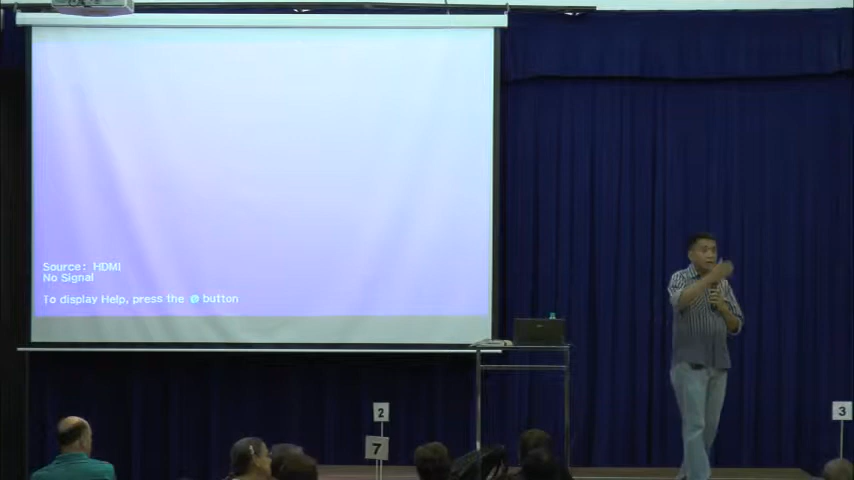 Source: HDMI
No Signal
To display Help, press the button
2
7
3